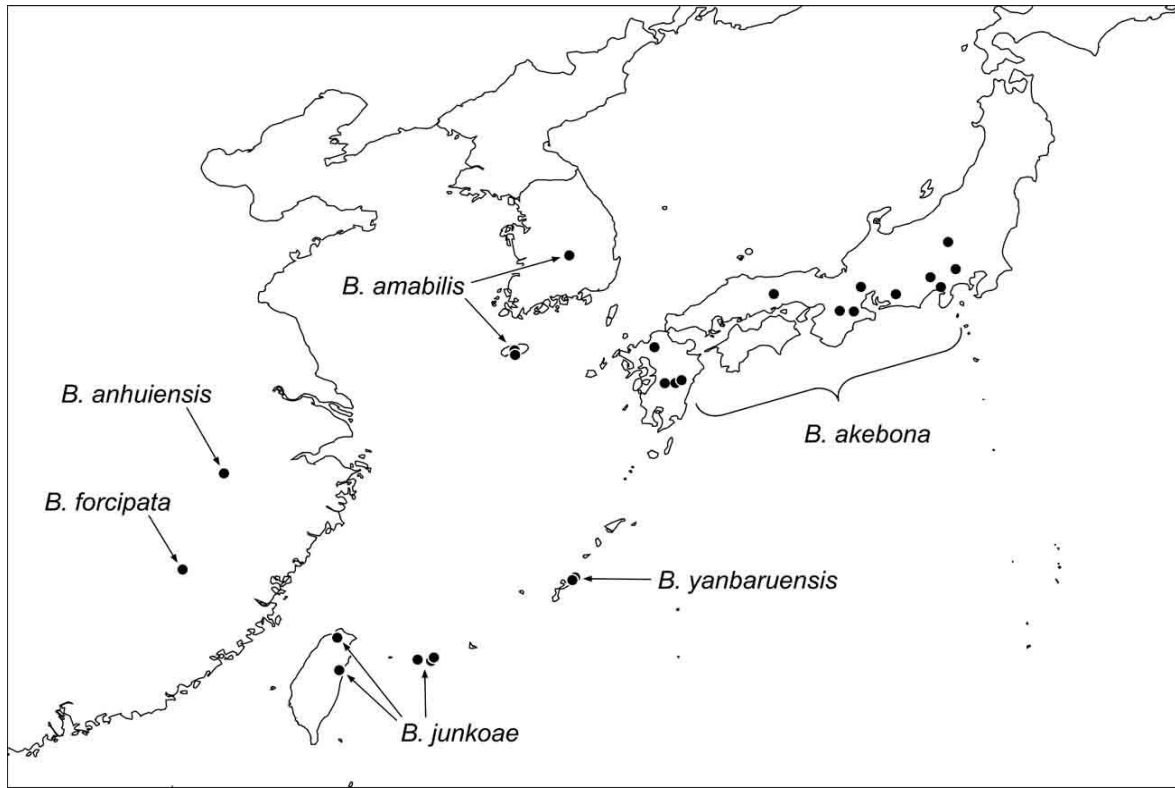 B. amabilis
B. anhuiensis
B. akebona
B. forcipata
B. yanbaruensis
B. junkoae